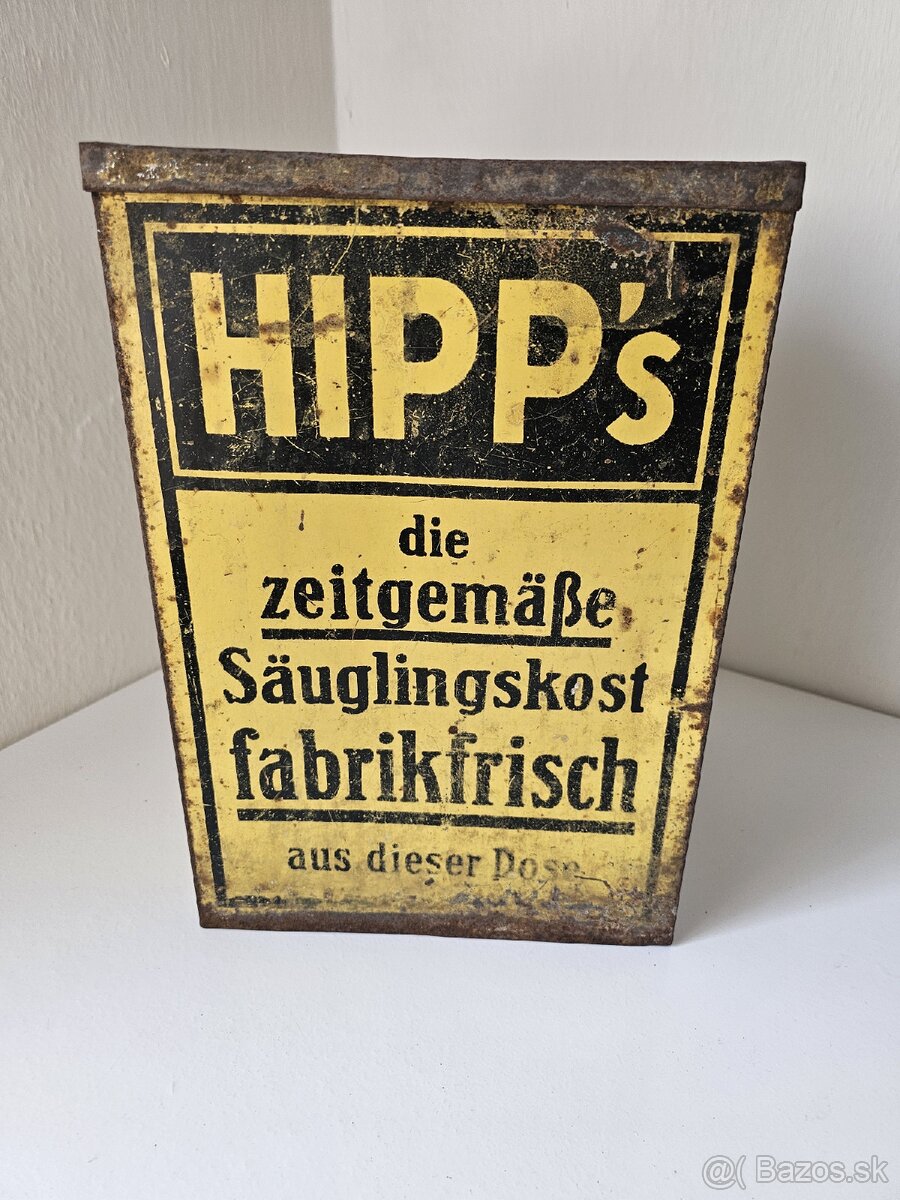 HIPP's
die
zeitgemäße
Säuglingskost
fabrikfrisch
aus dieser Dose
@( Bazos.sk